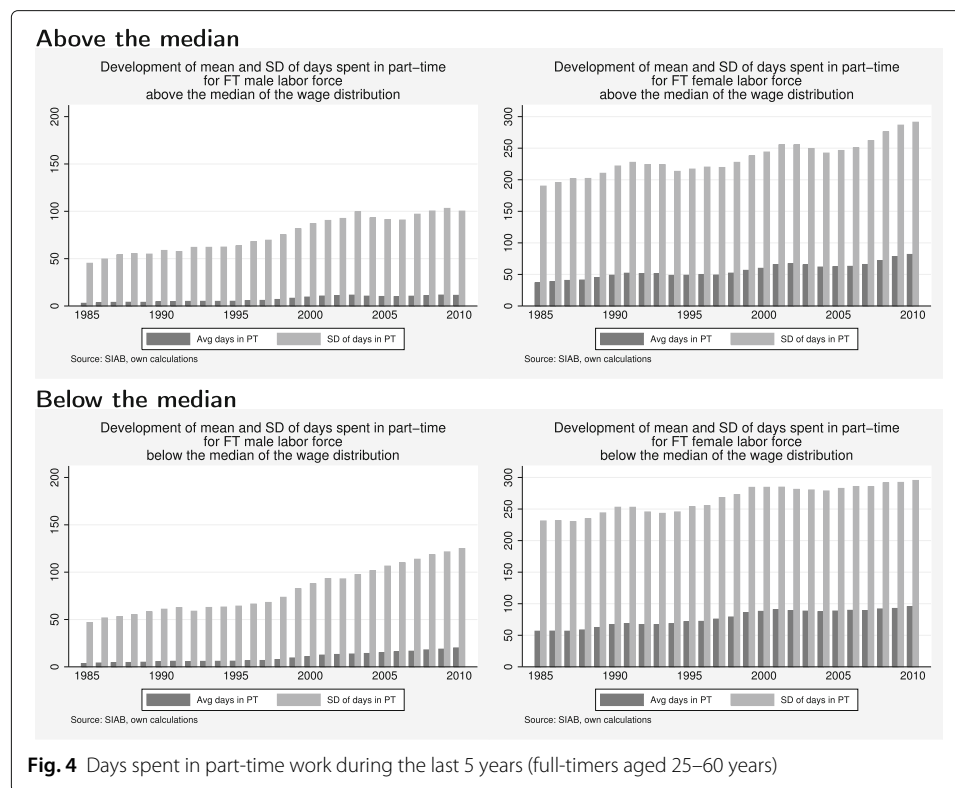 Above the median
Development of mean and SD of days spent in part−time
for FT male labor force
above the median of the wage distribution
200
150
100
50
0
1985
1990
1995
2000
2005
2010
Avg days in PT
SD of days in PT
Source: SIAB, own calculations
Development of mean and SD of days spent in part−time
for FT female labor force
above the median of the wage distribution
300
250
200
150
100
50
0
1985
1990
1995
2000
2005
2010
Avg days in PT
SD of days in PT
Source: SIAB, own calculations
Below the median
Development of mean and SD of days spent in part−time
for FT male labor force
below the median of the wage distribution
200
150
100
50
0
1985
1990
1995
2000
2005
2010
Avg days in PT
SD of days in PT
Source: SIAB, own calculations
Development of mean and SD of days spent in part−time
for FT female labor force
below the median of the wage distribution
300
250
200
150
100
50
0
1985
1990
1995
2000
2005
2010
Avg days in PT
SD of days in PT
Source: SIAB, own calculations
Fig. 4 Days spent in part-time work during the last 5 years (full-timers aged 25–60 years)